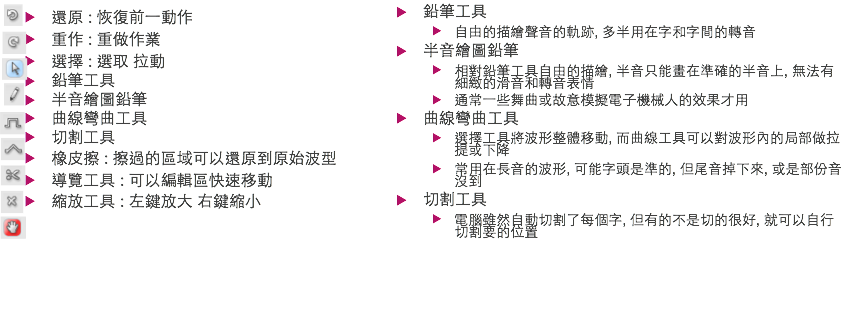 還原 : 恢復前一動作
重作 : 重做作業
選擇 : 選取 拉動
鉛筆工具
半音繪圖鉛筆
曲線彎曲工具
切割工具
橡皮擦 : 擦過的區域可以還原到原始波型
導覽工具 : 可以編輯區快速移動
縮放工具 : 左鍵放大 右鍵縮小
鉛筆工具
自由的描繪聲音的軌跡, 多半用在字和字間的轉音
半音繪圖鉛筆
相對鉛筆工具自由的描繪, 半音只能畫在準確的半音上, 無法有
細緻的滑音和轉音表情
通常一些舞曲或故意模擬電子機械人的效果才用
曲線彎曲工具
選擇工具將波形整體移動, 而曲線工具可以對波形內的局部做拉
提或下降
常用在長音的波形, 可能字頭是準的, 但尾音掉下來, 或是部份音
沒到
切割工具
電腦雖然自動切割了每個字, 但有的不是切的很好, 就可以自行
切割要的位置